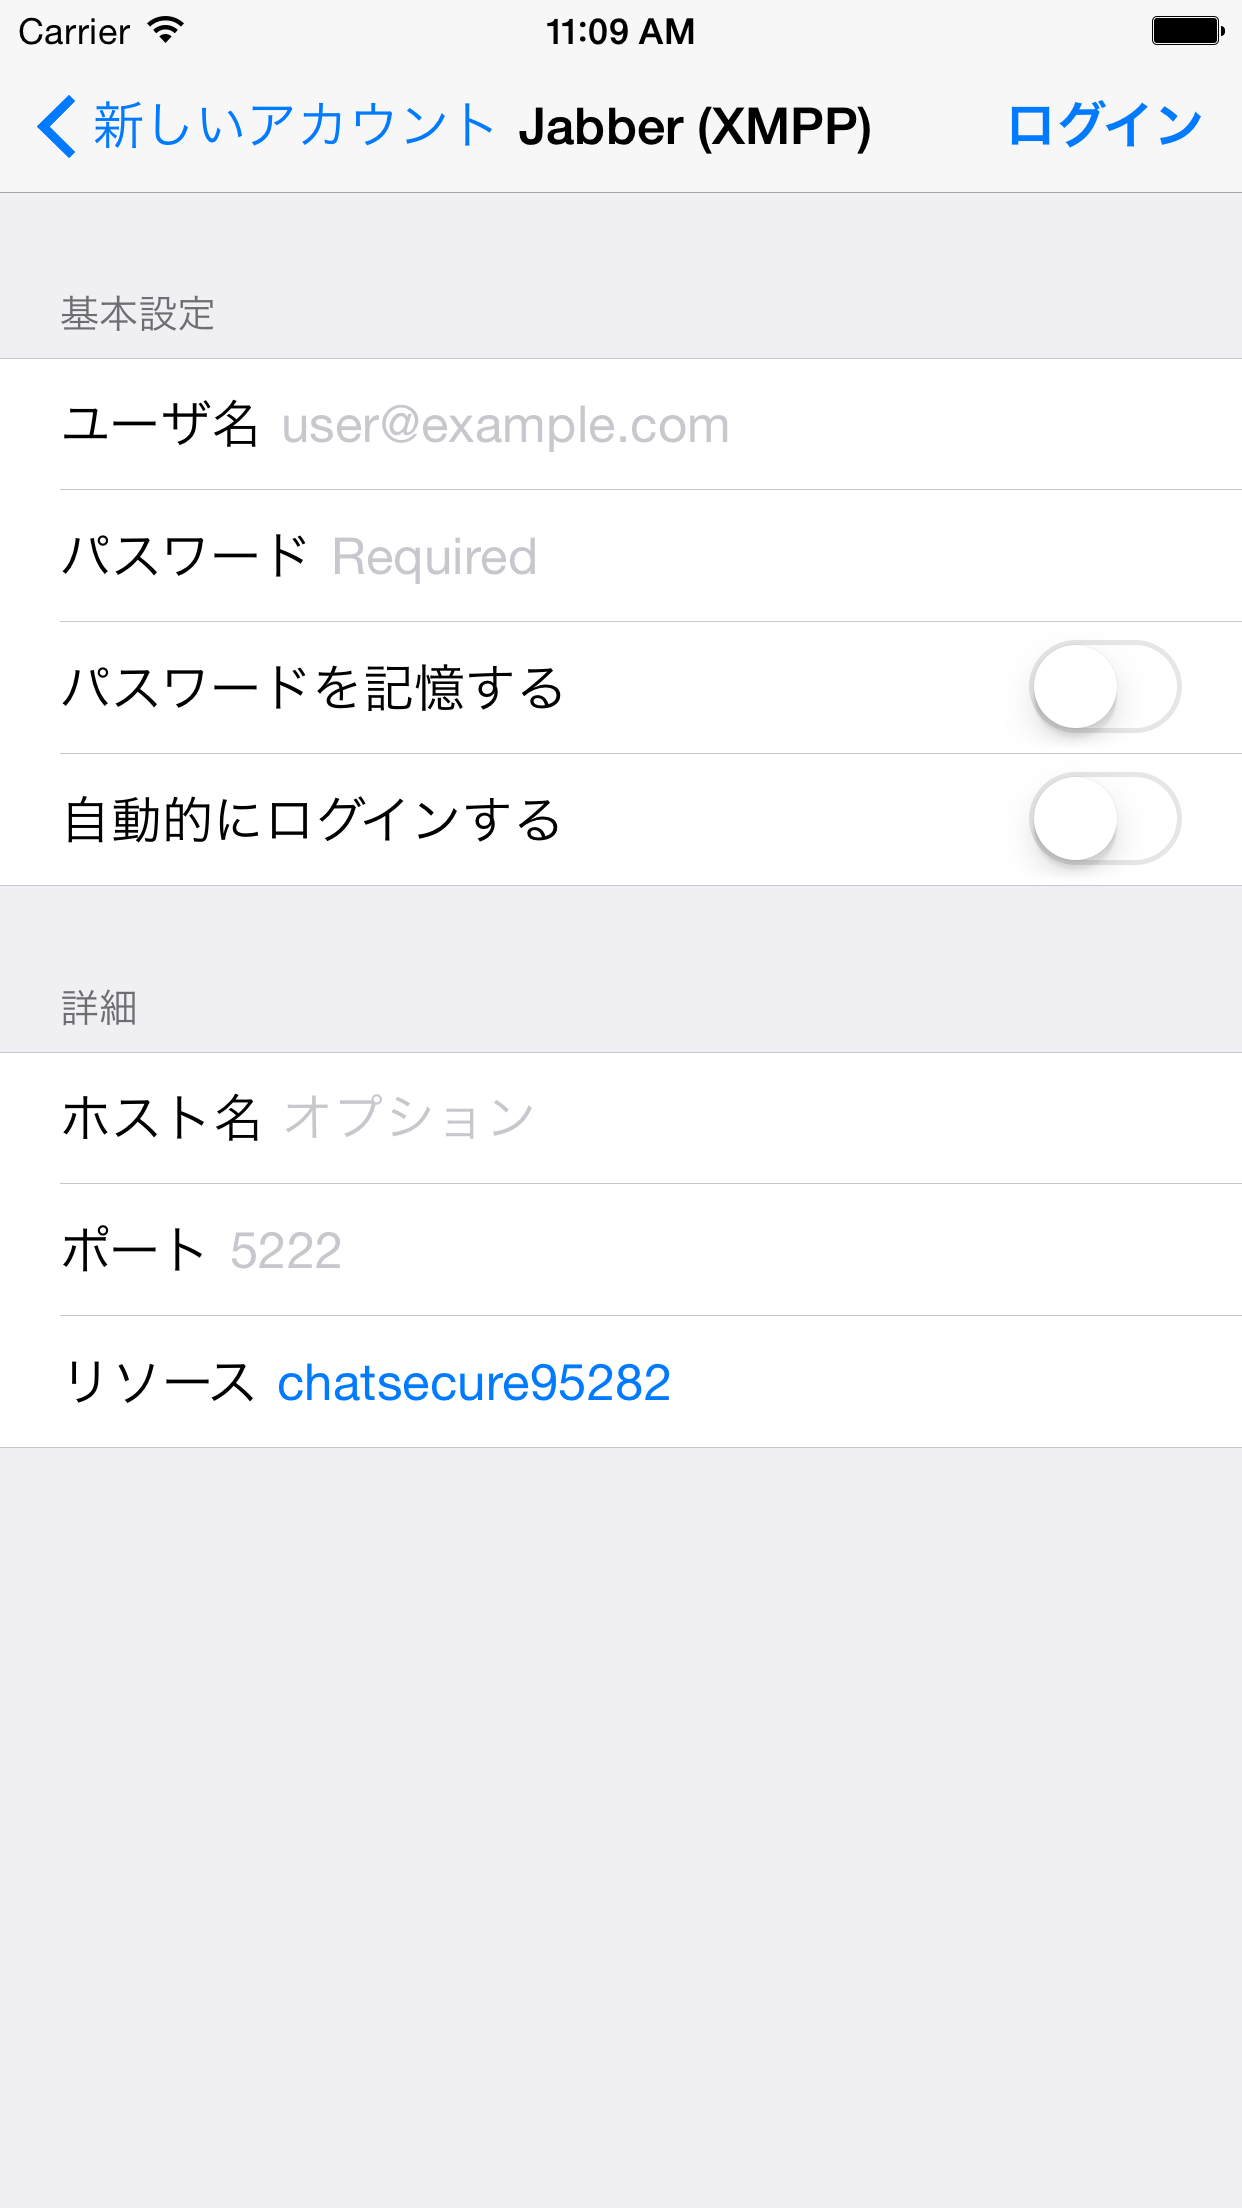 Carrier 11:09 AM
新しいアカウント Jabber (XMPP) ログイン
基本設定
ユーザ名 user@example.com
パスワード Required
パスワードを記憶する
自動的にログインする
詳細
ホスト名 オプション
ポート 5222
リソース chatsecure95282